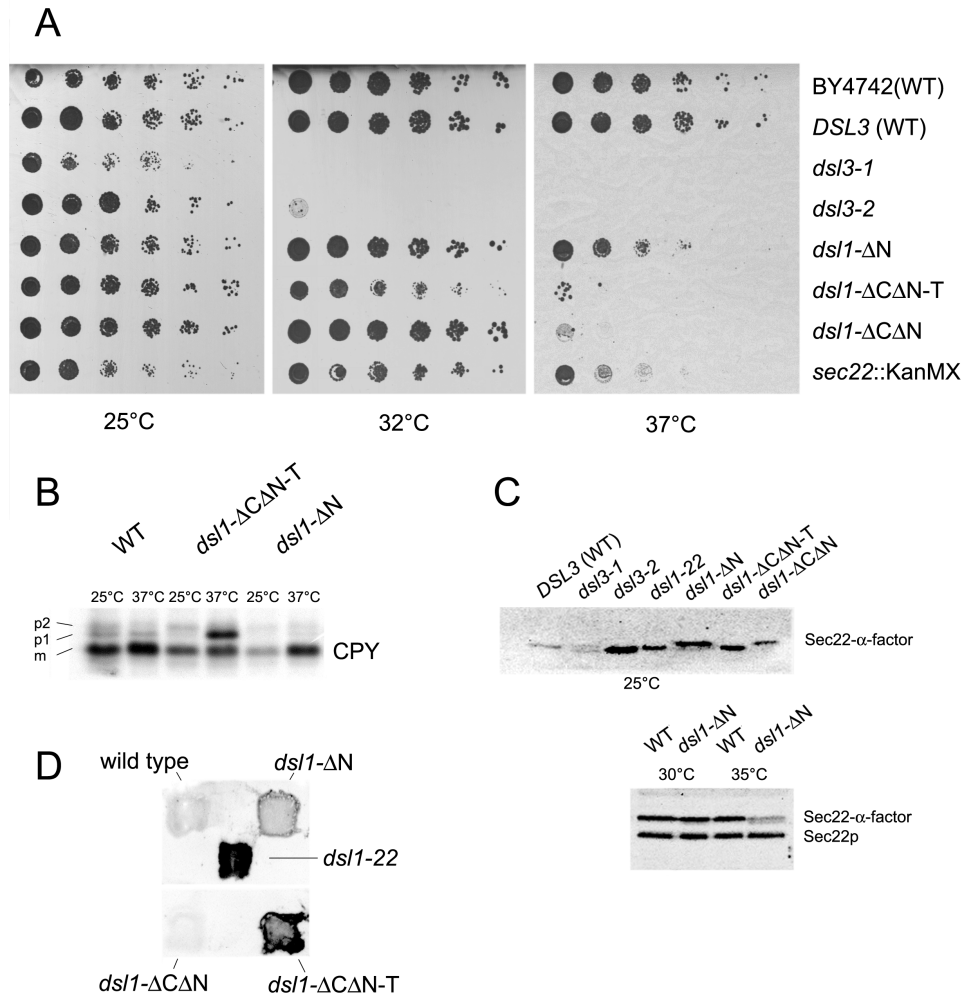 A
BY4742(WT)
DSL3 (WT)
dsl3-1
dsl3-2
dsl1-ΔN
dsl1-ΔCΔN-T
dsl1-ΔCΔN
sec22::KanMX
25°C 32°C 37°C
B
WT dsl1-ΔCΔN-T dsl1-ΔN
25°C 37°C 25°C 37°C 25°C 37°C
p2
p1
m
CPY
C
DSL3 (WT) dsl3-1 dsl3-2 dsl1-22 dsl1-ΔN dsl1-ΔCΔN-T dsl1-ΔCΔN
Sec22-α-factor
25°C
WT dsl1-ΔN WT dsl1-ΔN
30°C 35°C
Sec22-α-factor
Sec22p
D
wild type dsl1-ΔN
dsl1-22
dsl1-ΔCΔN dsl1-ΔCΔN-T